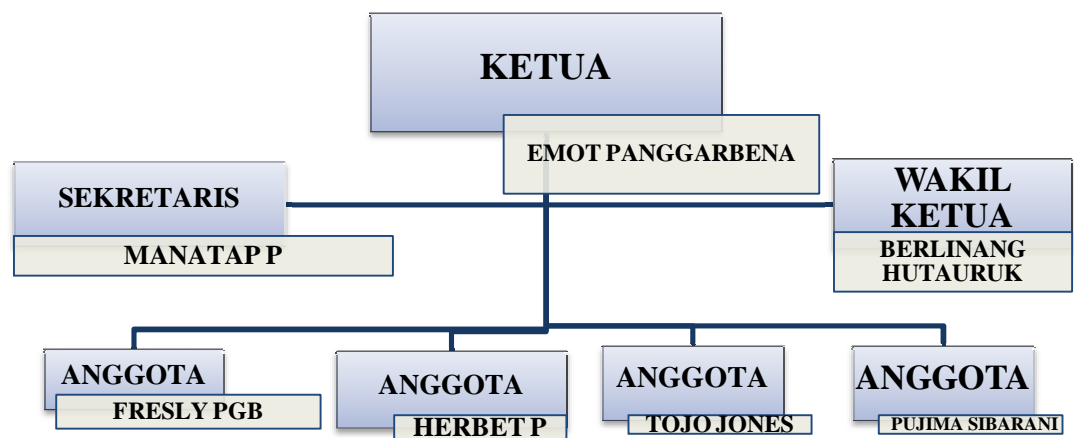 KETUA
EMOT PANGGARBENA
SEKRETARIS
MANATAP P
WAKIL
KETUA
BERLINANG
HUTAURUK
ANGGOTA
FRESLY PGB
ANGGOTA
HERBET P
ANGGOTA
TOJO JONES
ANGGOTA
PUJIMA SIBARANI